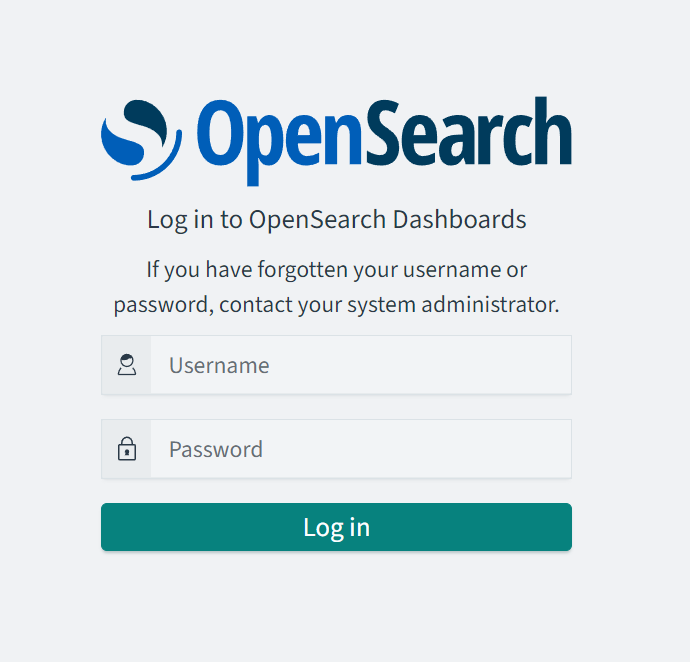 OpenSearch
Log in to OpenSearch Dashboards
If you have forgotten your username or
password, contact your system administrator.
Username
Password
Log in